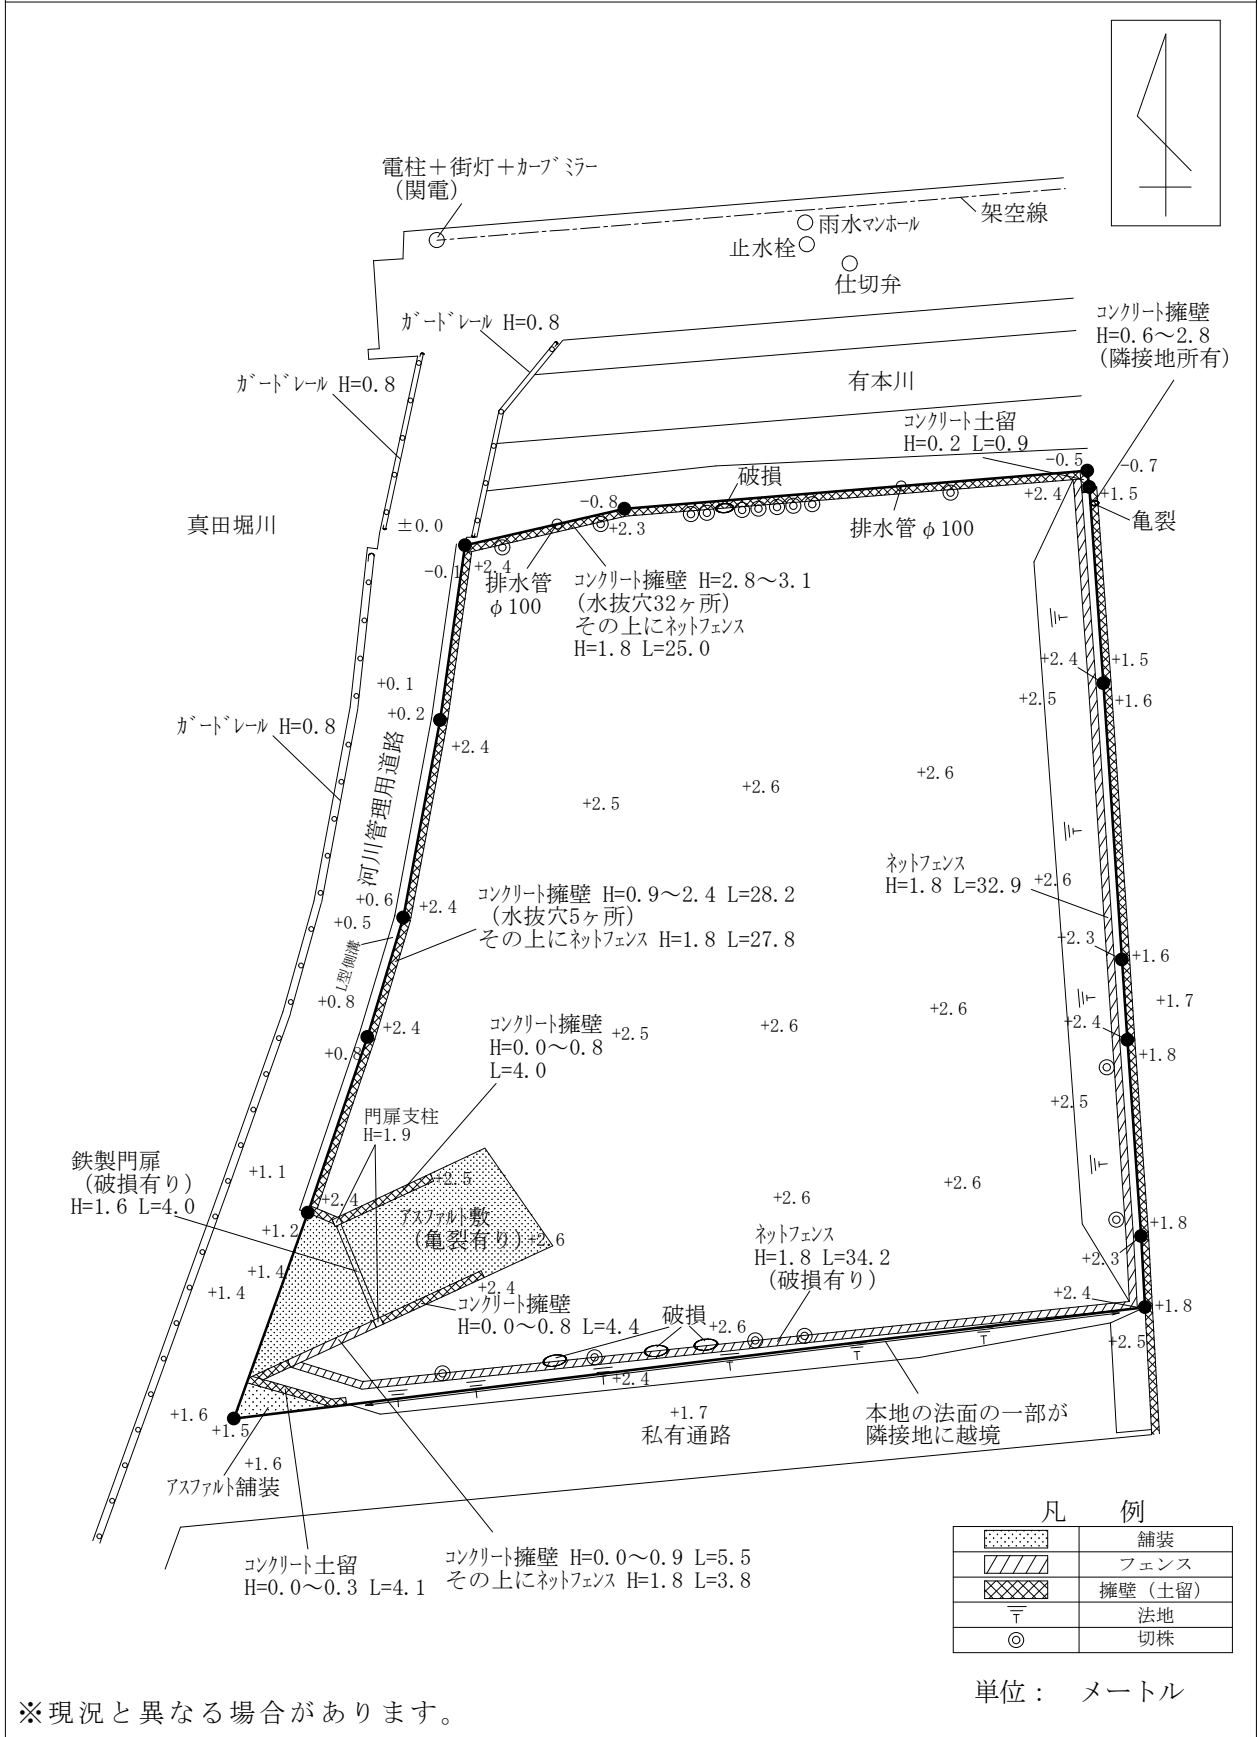 電柱＋街灯＋ｶｰﾌﾞﾐﾗｰ
（関電）
架空線
雨水ﾏﾝﾎｰﾙ
止水栓
仕切弁
ｶﾞｰﾄﾞﾚｰﾙ H=0.8
ｺﾝｸﾘｰﾄ擁壁
H=0.6～2.8
(隣接地所有)
ｶﾞｰﾄﾞﾚｰﾙ H=0.8
有本川
ｺﾝｸﾘｰﾄ土留
H=0.2 L=0.9
-0.5
-0.7
破損
-0.8
+2.4
+1.5
真田堀川
±0.0
+2.3
排水管φ100
亀裂
-0.1
+2.4
排水管
φ100
ｺﾝｸﾘｰﾄ擁壁 H=2.8～3.1
(水抜穴32ヶ所)
その上にﾈｯﾄﾌｪﾝｽ
H=1.8 L=25.0
+2.4
+1.5
+0.1
+2.5
+1.6
+0.2
ｶﾞｰﾄﾞﾚｰﾙ H=0.8
+2.4
河川管理用道路
+2.5
+2.6
+2.6
ﾈｯﾄﾌｪﾝｽ
H=1.8 L=32.9
+2.6
+0.6
+2.4
+0.5
ｺﾝｸﾘｰﾄ擁壁 H=0.9～2.4 L=28.2
（水抜穴5ヶ所）
その上にﾈｯﾄﾌｪﾝｽ H=1.8 L=27.8
L型側溝
+2.3
+1.6
+0.8
+1.7
+2.4
+2.4
ｺﾝｸﾘｰﾄ擁壁
H=0.0～0.8
L=4.0
+2.5
+2.6
+2.6
+0.8
+1.8
+2.5
門扉支柱
H=1.9
鉄製門扉
（破損有り）
H=1.6 L=4.0
+1.1
+2.5
+2.4
+2.6
+2.6
ｱｽﾌｧﾙﾄ敷
（亀裂有り）
+2.6
+1.2
+1.8
ﾈｯﾄﾌｪﾝｽ
H=1.8 L=34.2
（破損有り）
+2.3
+1.4
+1.4
+2.4
+2.4
+1.8
ｺﾝｸﾘｰﾄ擁壁
H=0.0～0.8 L=4.4
破損
+2.6
+2.5
+2.4
+1.6
+1.5
+1.7
私有通路
本地の法面の一部が
隣接地に越境
+1.6
ｱｽﾌｧﾙﾄ舗装
ｺﾝｸﾘｰﾄ土留
H=0.0～0.3 L=4.1
ｺﾝｸﾘｰﾄ擁壁 H=0.0～0.9 L=5.5
その上にﾈｯﾄﾌｪﾝｽ H=1.8 L=3.8
凡　例
舗装
フェンス
擁壁（土留）
法地
切株
単位：　メートル
※現況と異なる場合があります。